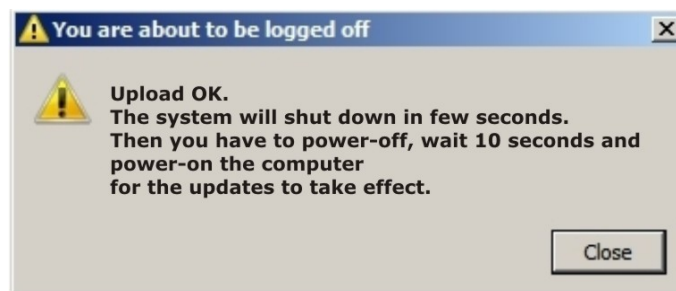 You are about to be logged off
Upload OK.
The system will shut down in few seconds.
Then you have to power-off, wait 10 seconds and
power-on the computer
for the updates to take effect.
Close